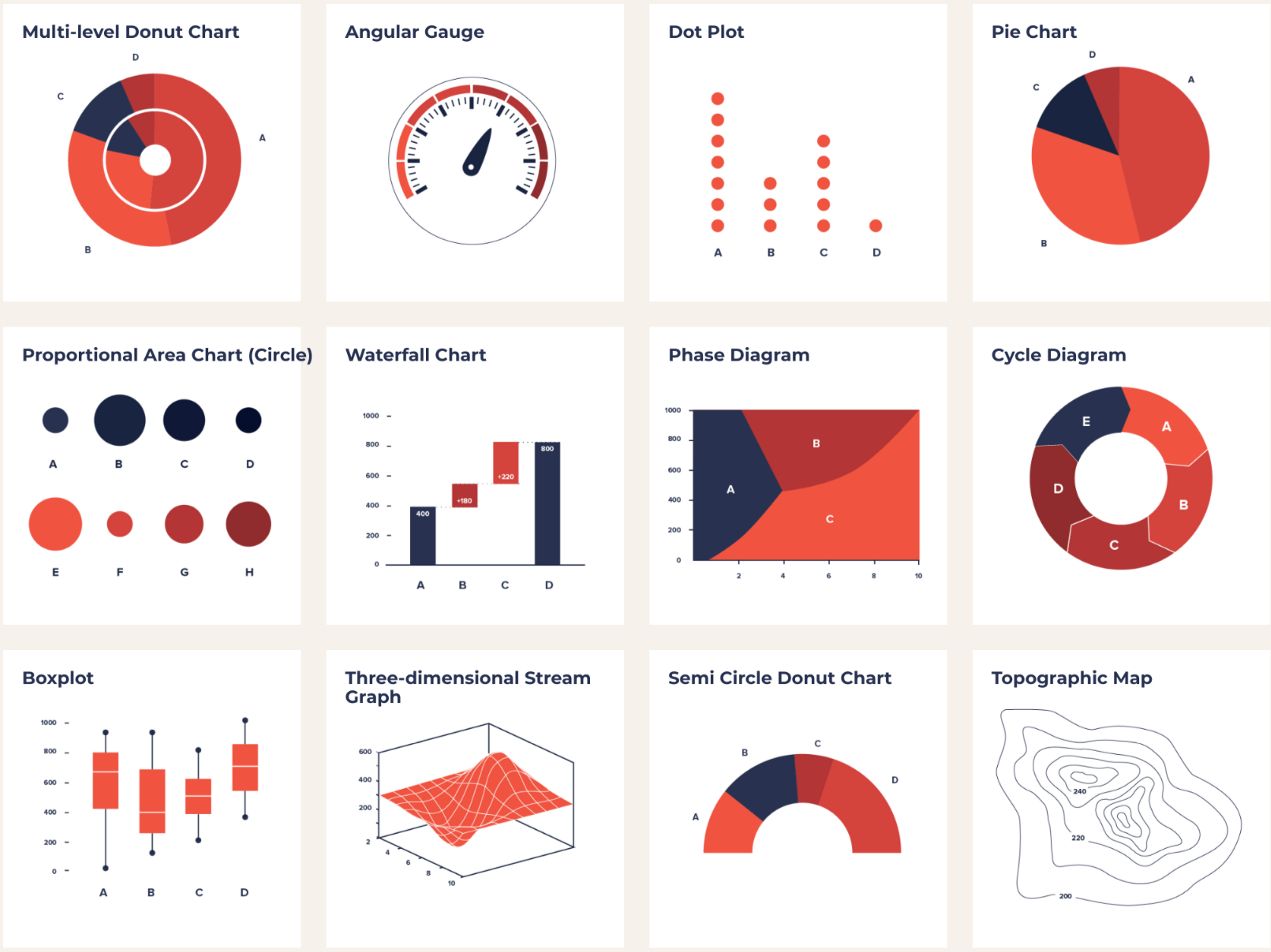 Multi-level Donut Chart
D
C
A
B
Angular Gauge
Dot Plot
A B C D
Pie Chart
D
A
C
B
Proportional Area Chart (Circle)
A B C D
E F G H
Waterfall Chart
1000
800
800
600
+220
+180
400
400
200
0
A B C D
Phase Diagram
1000
800
B
600
A
400
C
200
0
2 4 6 8 10
Cycle Diagram
E A
D B
C
Boxplot
1000
800
600
400
200
0
A B C D
Three-dimensional Stream
Graph
600
400
200
2
4
6
8
10
Semi Circle Donut Chart
C
B
D
A
Topographic Map
240
220
200